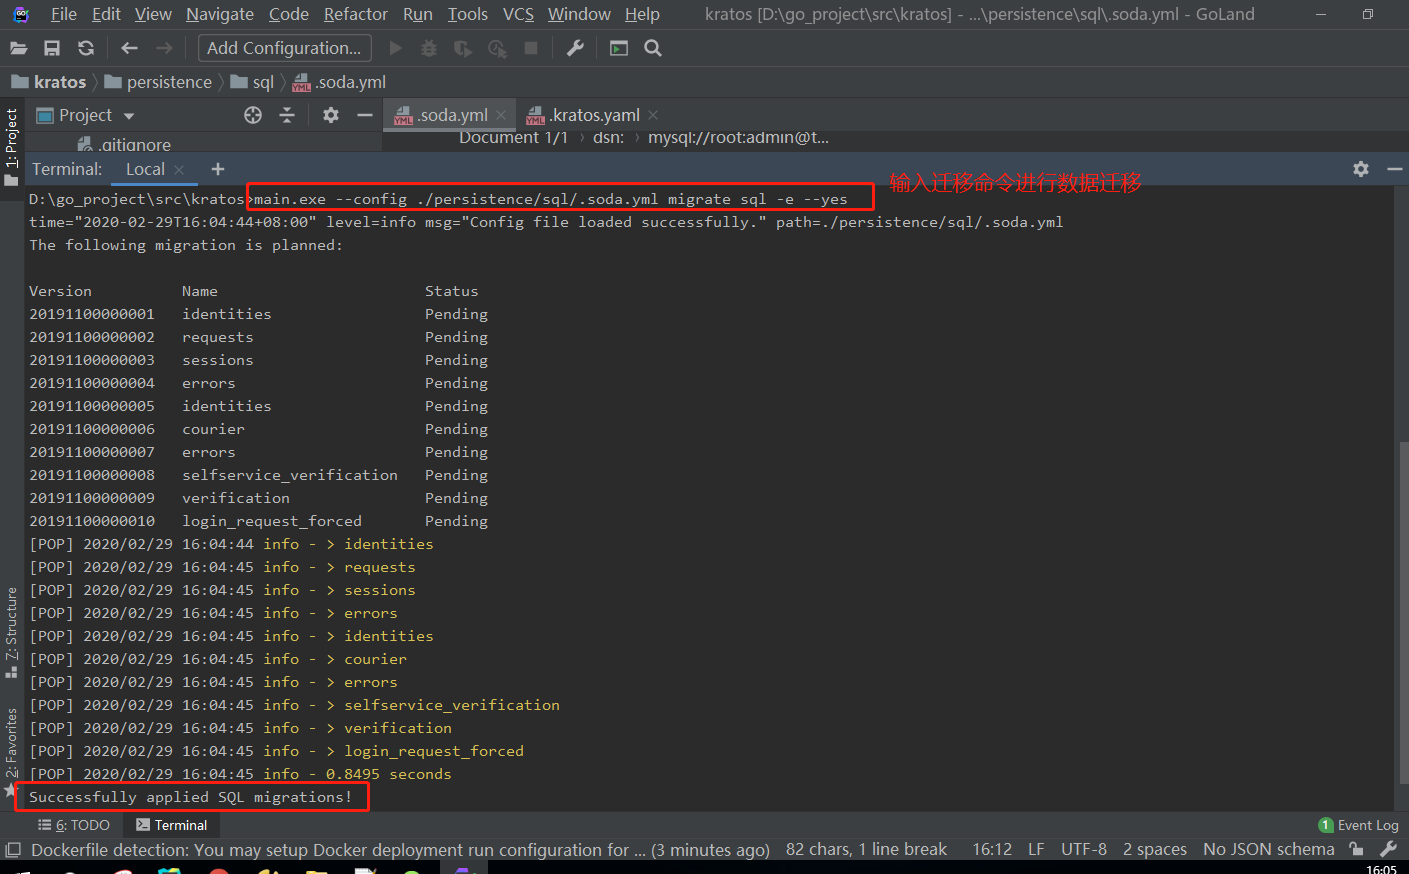 File Edit View Navigate Code Refactor Run Tools VCS Window Help kratos [D:\go_project\src\kratos] - ...\persistence\sql\.soda.yml - GoLand
Add Configuration...
kratos persistence sql .soda.yml
1: Project
Project .soda.yml .kratos.yaml
.gitignore Document 1/1 › dsn: › mysql://root:admin@t...
Terminal: Local +
输入迁移命令进行数据迁移
D:\go_project\src\kratos>main.exe --config ./persistence/sql/.soda.yml migrate sql -e --yes
time="2020-02-29T16:04:44+08:00" level=info msg="Config file loaded successfully." path=./persistence/sql/.soda.yml
The following migration is planned:
Version Name Status
20191100000001 identities Pending
20191100000002 requests Pending
20191100000003 sessions Pending
20191100000004 errors Pending
20191100000005 identities Pending
20191100000006 courier Pending
20191100000007 errors Pending
20191100000008 selfservice_verification Pending
20191100000009 verification Pending
20191100000010 login_request_forced Pending
[POP] 2020/02/29 16:04:44 info - > identities
[POP] 2020/02/29 16:04:45 info - > requests
[POP] 2020/02/29 16:04:45 info - > sessions
[POP] 2020/02/29 16:04:45 info - > errors
[POP] 2020/02/29 16:04:45 info - > identities
[POP] 2020/02/29 16:04:45 info - > courier
[POP] 2020/02/29 16:04:45 info - > errors
[POP] 2020/02/29 16:04:45 info - > selfservice_verification
[POP] 2020/02/29 16:04:45 info - > verification
[POP] 2020/02/29 16:04:45 info - > login_request_forced
[POP] 2020/02/29 16:04:45 info - 0.8495 seconds
Successfully applied SQL migrations!
Z: Structure
2: Favorites
6: TODO Terminal 1 Event Log
Dockerfile detection: You may setup Docker deployment run configuration for ... (3 minutes ago) 82 chars, 1 line break 16:12 LF UTF-8 2 spaces No JSON schema
16:05